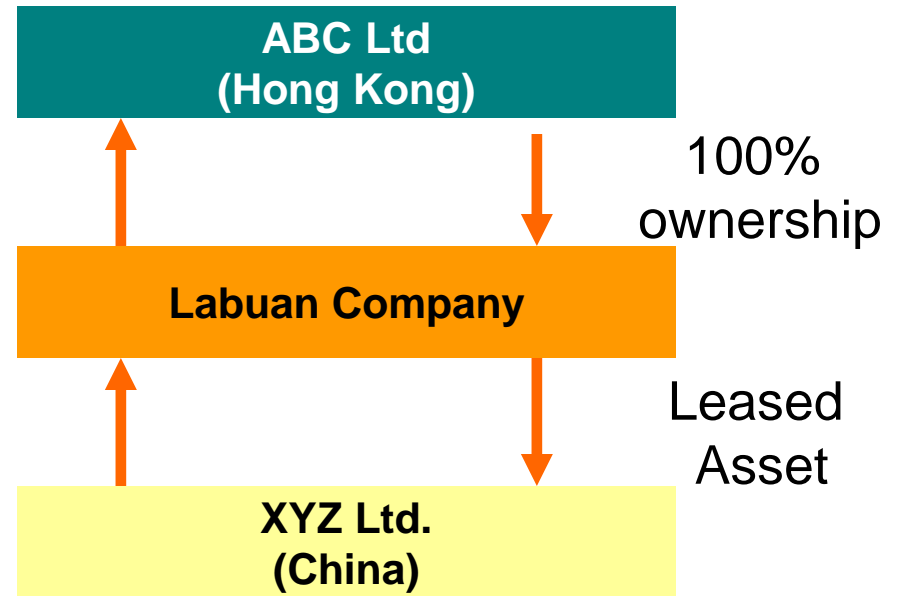 ABC Ltd
(Hong Kong)
100%
ownership
Labuan Company
Leased
Asset
XYZ Ltd.
(China)